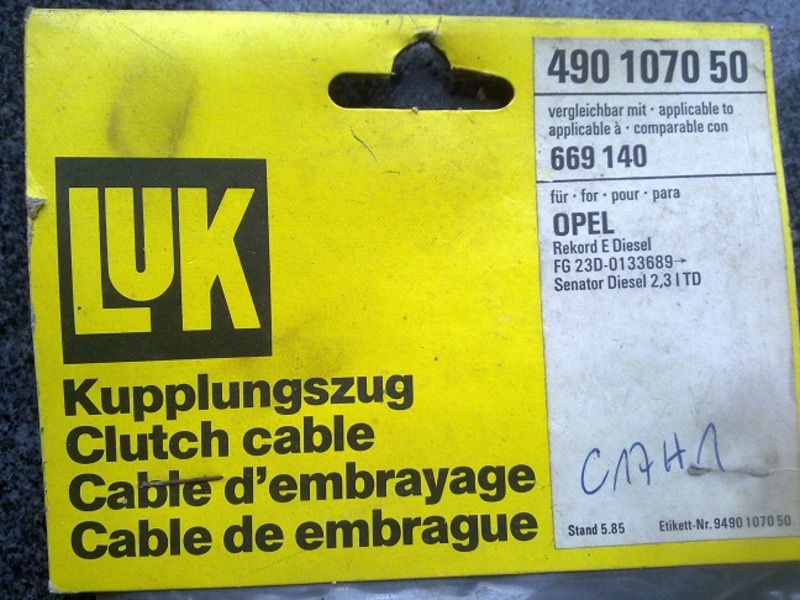 LUK
Kupplungszug
Clutch cable
Cable d'embrayage
Cable de embrague
490 1070 50
vergleichbar mit · applicable to
applicable à · comparable con
669 140
für · for · pour · para
OPEL
Rekord E Diesel
FG 23D-0133689→
Senator Diesel 2,3 l TD
C17H1
Stand 5.85 Etikett-Nr. 9490 1070 50